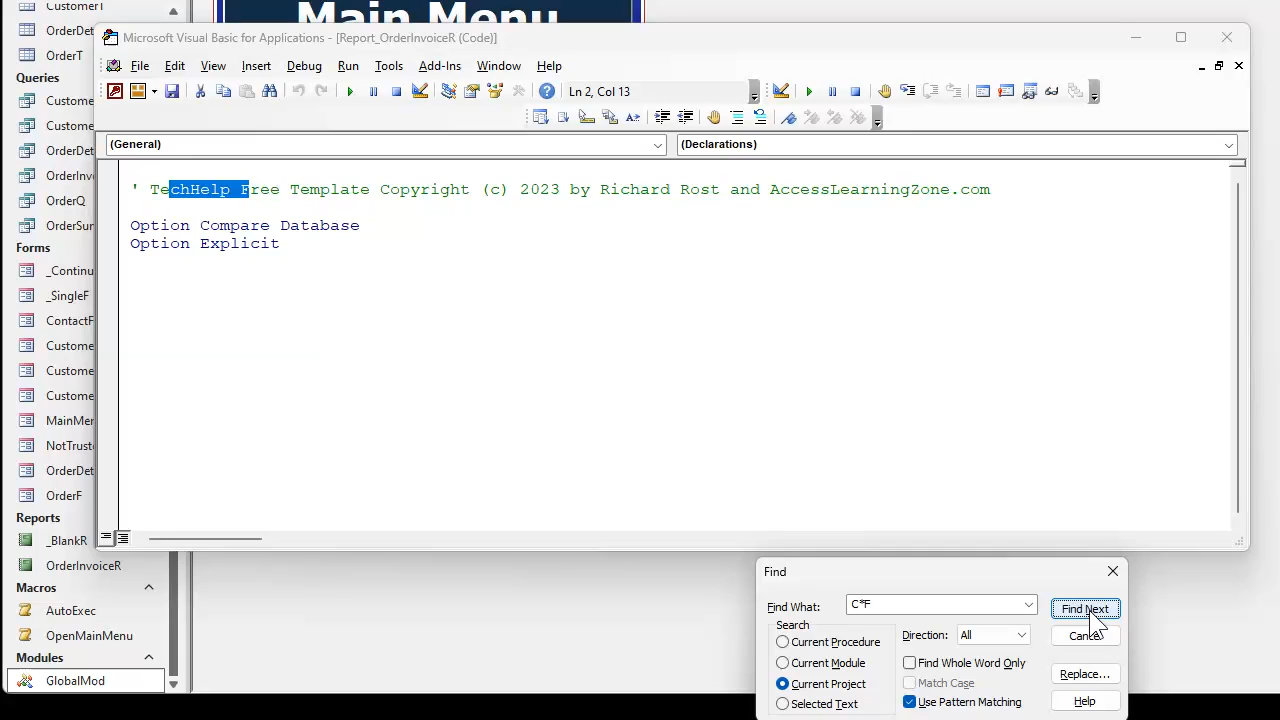 Main Menu
CustomerT
OrderDet
OrderT
Queries
Custome
Custome
OrderDet
OrderInv
OrderQ
OrderSur
Forms
_Continu
_SingleF
ContactF
Custome
Custome
Custome
MainMer
NotTrust
OrderDet
OrderF
Reports
_BlankR
OrderInvoiceR
Macros
AutoExec
OpenMainMenu
Modules
GlobalMod
Microsoft Visual Basic for Applications - [Report_OrderInvoiceR (Code)]
File Edit View Insert Debug Run Tools Add-Ins Window Help
Ln 2, Col 13
(General) (Declarations)
' TechHelp Free Template Copyright (c) 2023 by Richard Rost and AccessLearningZone.com
Option Compare Database
Option Explicit
Find
Find What: C*F Find Next
Search
Current Procedure Direction: All Cancel
Current Module Find Whole Word Only
Current Project Match Case Replace...
Selected Text Use Pattern Matching Help